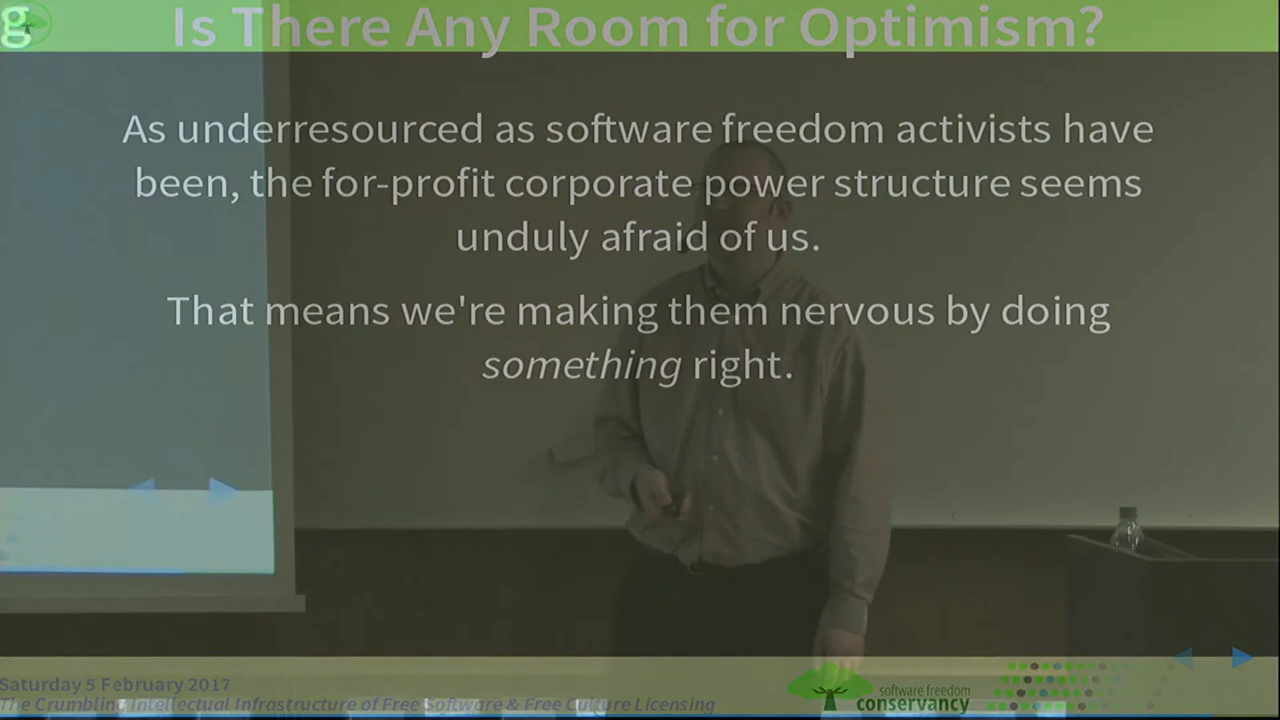 g
Is There Any Room for Optimism?
As underresourced as software freedom activists have
been, the for-profit corporate power structure seems
unduly afraid of us.
That means we're making them nervous by doing
something right.
Saturday 5 February 2017
The Crumbling Intellectual Infrastructure of Free Software & Free Culture Licensing
software freedom
conservancy